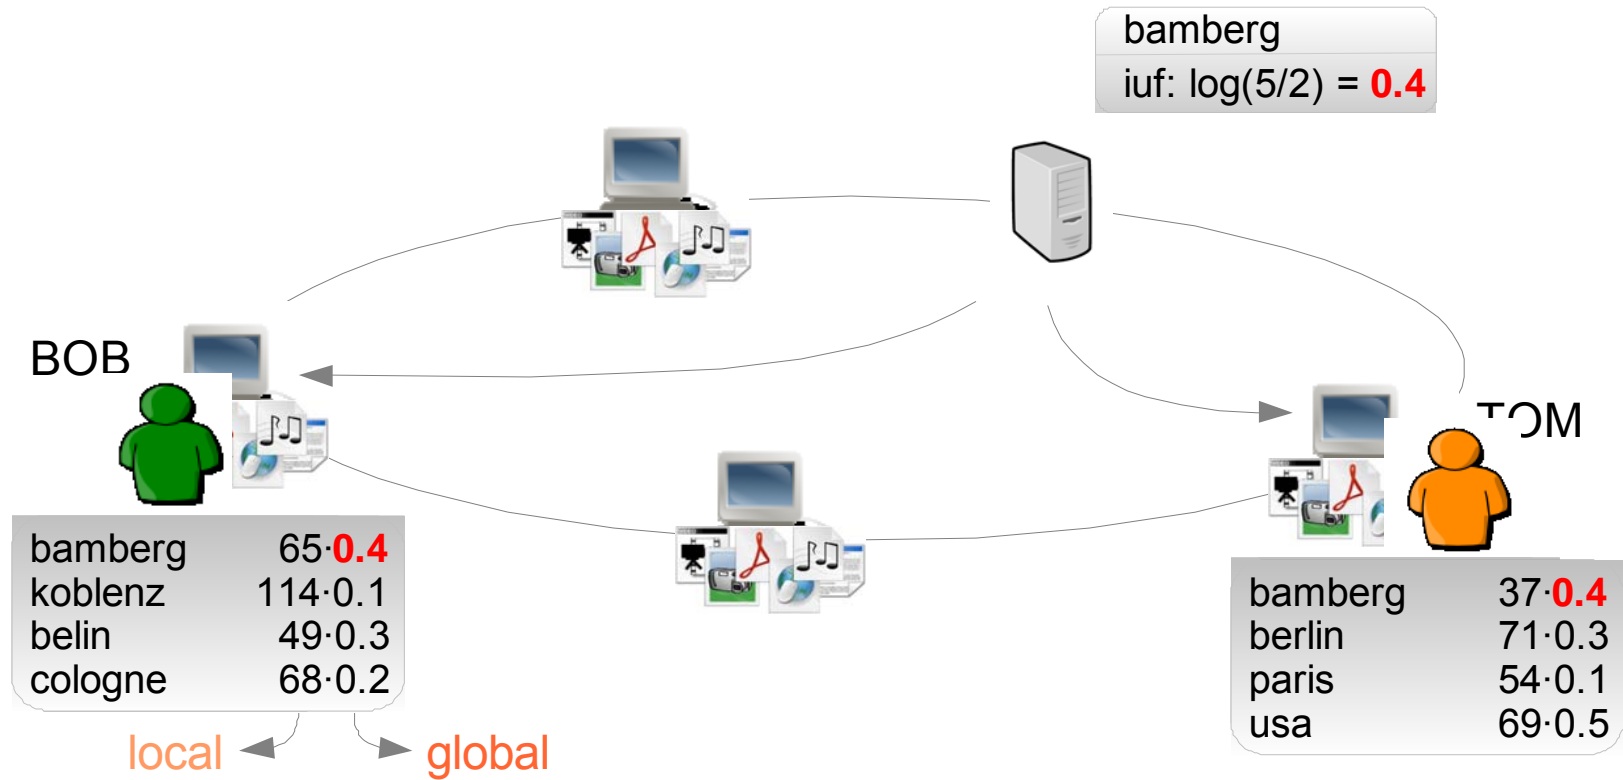 bamberg
iuf: log(5/2) = 0.4
BOB
TOM
bamberg 65·0.4
koblenz 114·0.1
belin 49·0.3
cologne 68·0.2
bamberg 37·0.4
berlin 71·0.3
paris 54·0.1
usa 69·0.5
local
global